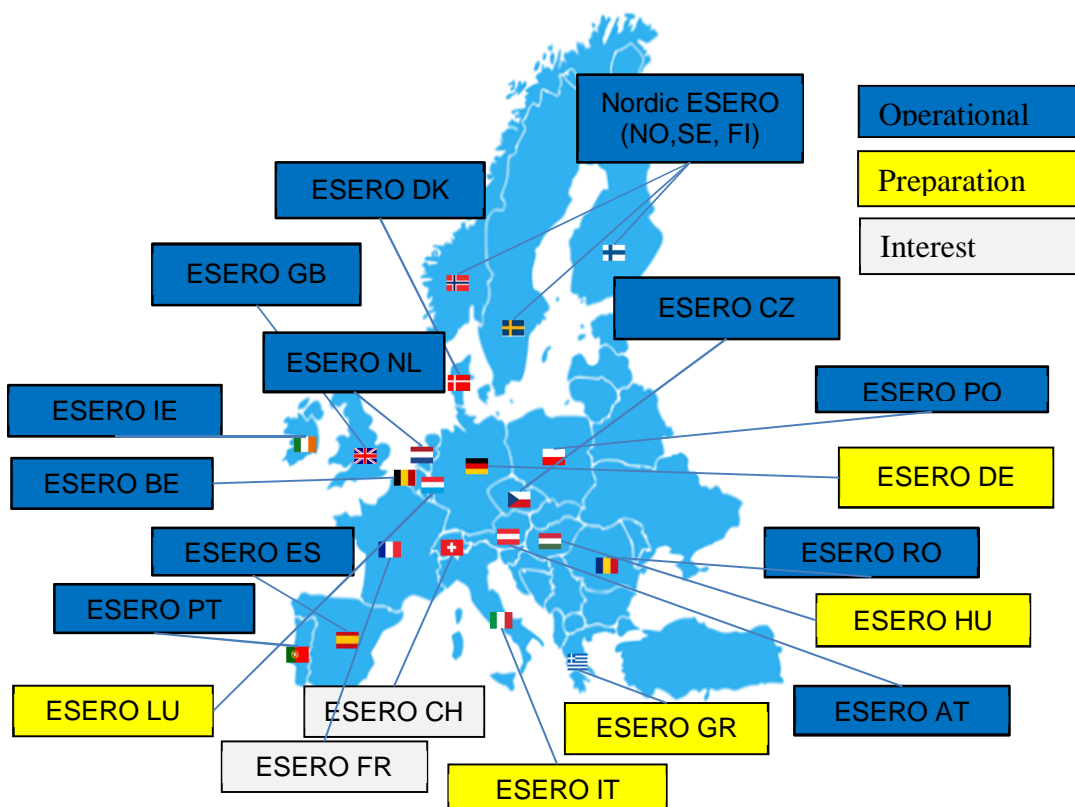 Nordic ESERO
(NO,SE, FI)
Operational
ESERO DK
Preparation
Interest
ESERO GB
ESERO CZ
ESERO NL
ESERO PO
ESERO IE
ESERO DE
ESERO BE
ESERO ES
ESERO RO
ESERO PT
ESERO HU
ESERO LU
ESERO CH
ESERO GR
ESERO AT
ESERO FR
ESERO IT